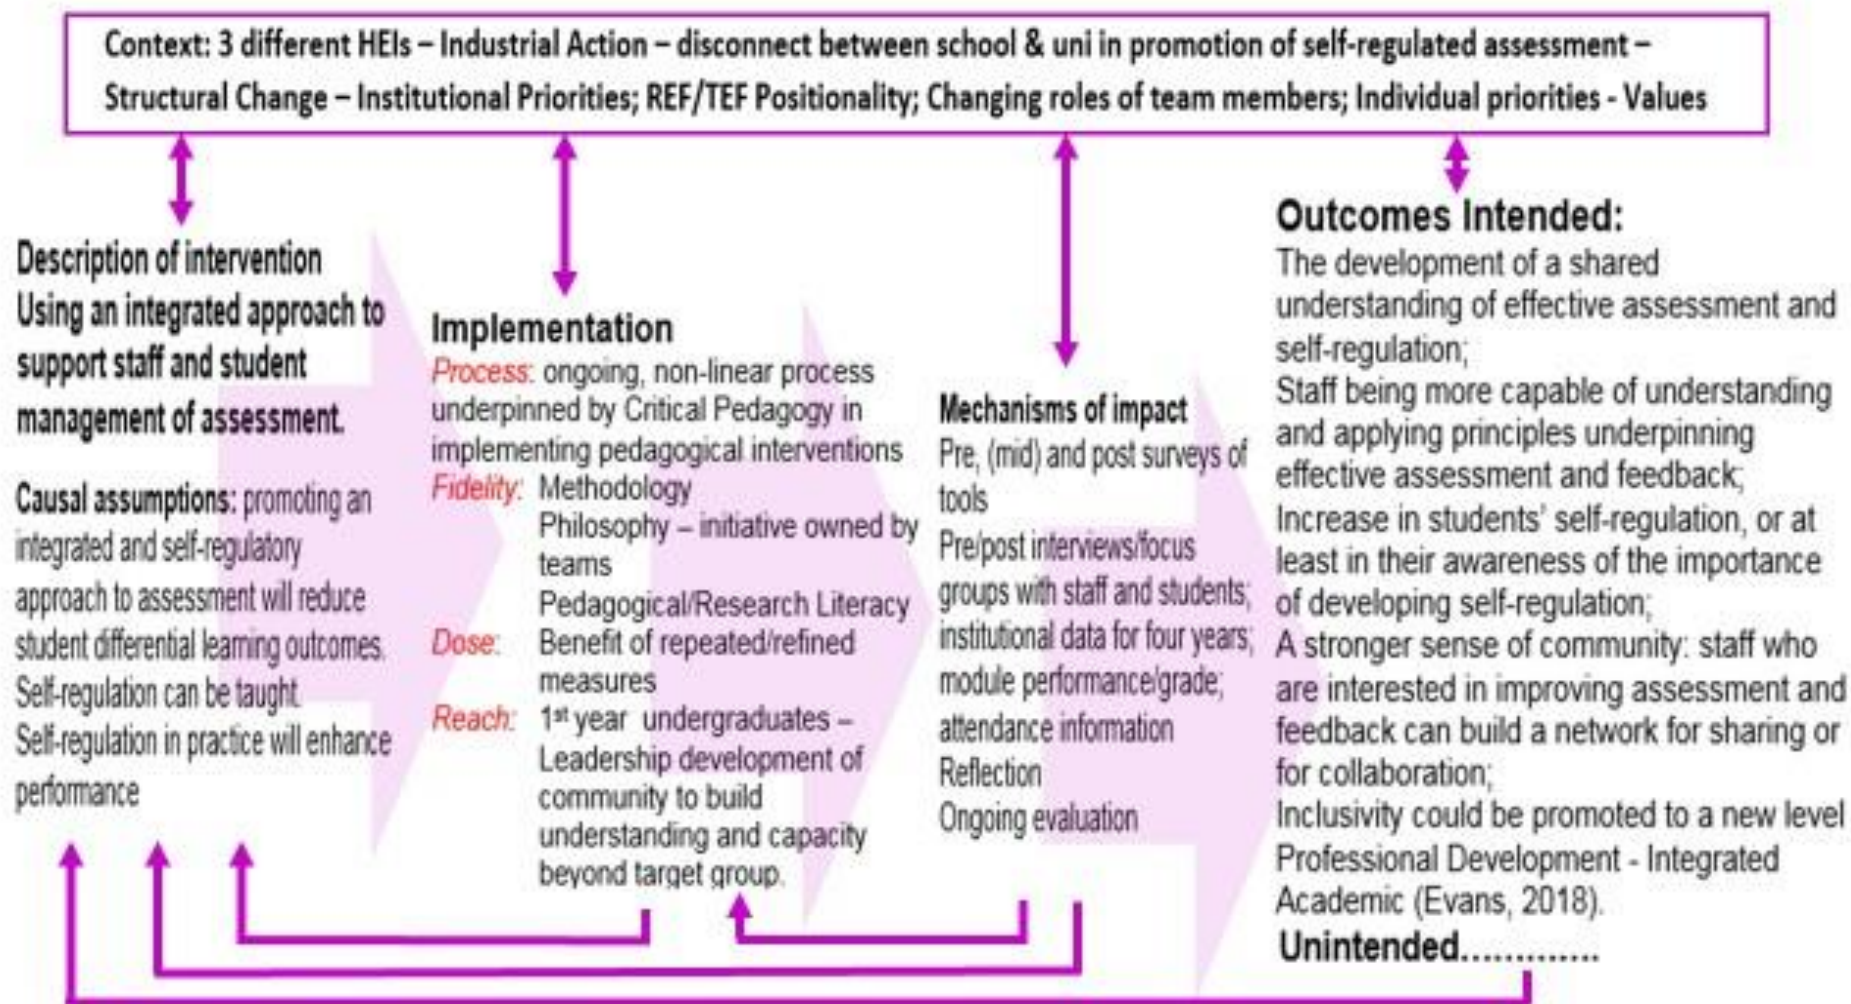 Context: 3 different HEIs – Industrial Action – disconnect between school & uni in promotion of self-regulated assessment –
Structural Change – Institutional Priorities; REF/TEF Positionality; Changing roles of team members; Individual priorities - Values
Description of intervention
Using an integrated approach to
support staff and student
management of assessment.
Causal assumptions: promoting an
integrated and self-regulatory
approach to assessment will reduce
student differential learning outcomes.
Self-regulation can be taught.
Self-regulation in practice will enhance
performance
Implementation
Process: ongoing, non-linear process
underpinned by Critical Pedagogy in
implementing pedagogical interventions
Fidelity: Methodology
Philosophy – initiative owned by
teams
Pedagogical/Research Literacy
Dose: Benefit of repeated/refined
measures
Reach: 1st year undergraduates –
Leadership development of
community to build
understanding and capacity
beyond target group.
Mechanisms of impact
Pre, (mid) and post surveys of
tools
Pre/post interviews/focus
groups with staff and students;
institutional data for four years;
module performance/grade;
attendance information
Reflection
Ongoing evaluation
Outcomes Intended:
The development of a shared
understanding of effective assessment and
self-regulation;
Staff being more capable of understanding
and applying principles underpinning
effective assessment and feedback;
Increase in students' self-regulation, or at
least in their awareness of the importance
of developing self-regulation;
A stronger sense of community: staff who
are interested in improving assessment and
feedback can build a network for sharing or
for collaboration;
Inclusivity could be promoted to a new level
Professional Development - Integrated
Academic (Evans, 2018).
Unintended.............